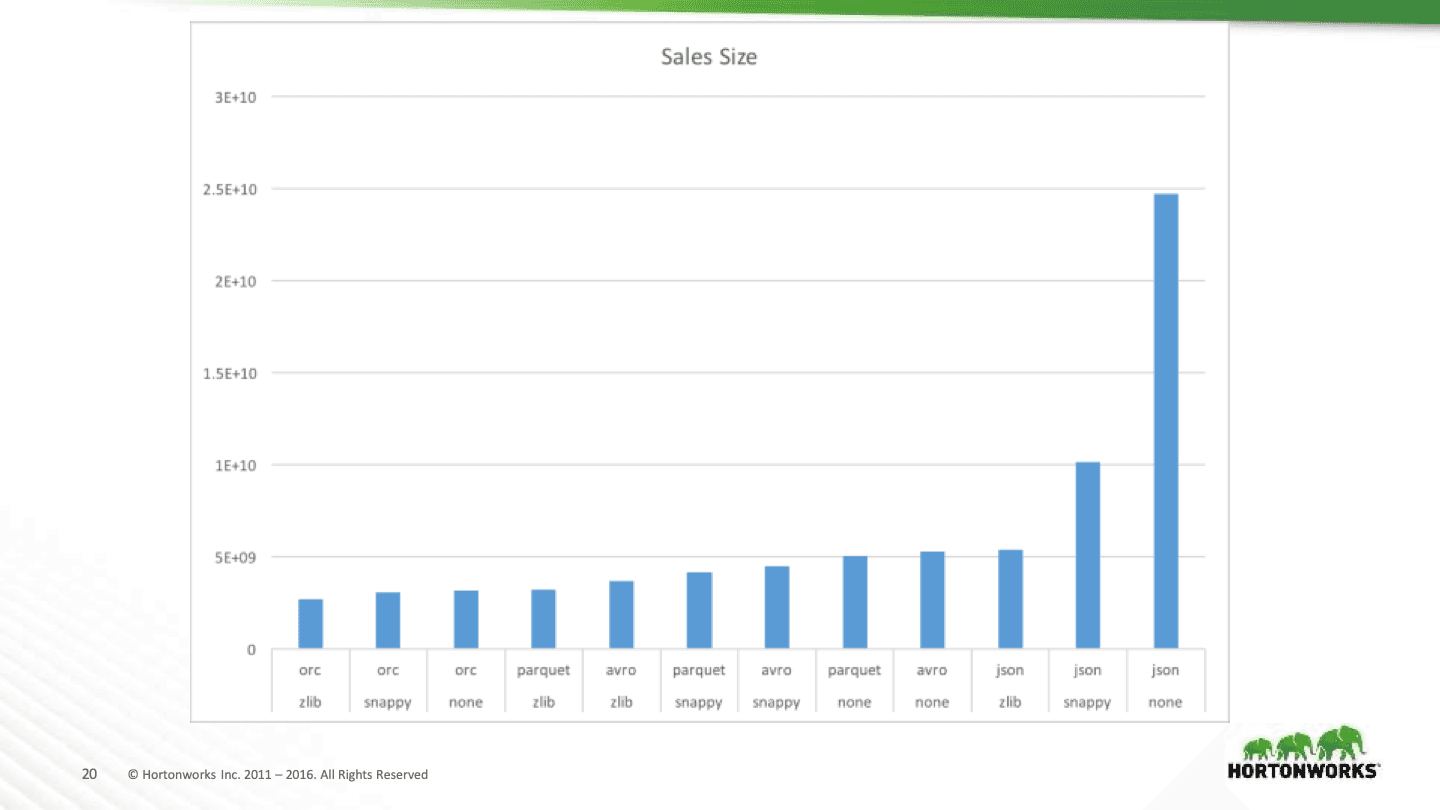 Sales Size
3E+10
2.5E+10
2E+10
1.5E+10
1E+10
5E+09
0
orc orc orc parquet avro parquet avro parquet avro json json json
zlib snappy none zlib zlib snappy snappy none none zlib snappy none
20 © Hortonworks Inc. 2011 – 2016. All Rights Reserved
HORTONWORKS